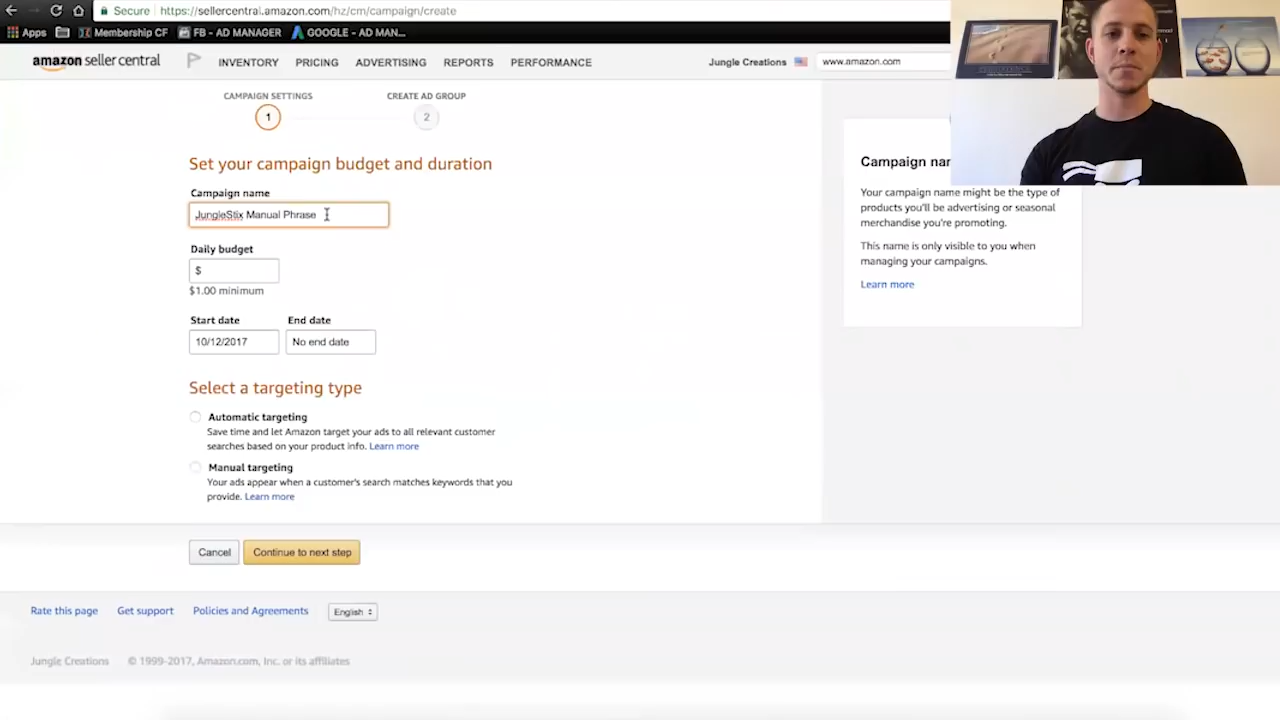 Secure https://sellercentral.amazon.com/hz/cm/campaign/create
Apps Membership CF FB - AD MANAGER GOOGLE - AD MAN...
amazon seller central INVENTORY PRICING ADVERTISING REPORTS PERFORMANCE Jungle Creations www.amazon.com
CAMPAIGN SETTINGS CREATE AD GROUP
1 2
Set your campaign budget and duration
Campaign name
JungleStix Manual Phrase
Daily budget
$
$1.00 minimum
Start date End date
10/12/2017 No end date
Select a targeting type
Automatic targeting
Save time and let Amazon target your ads to all relevant customer
searches based on your product info. Learn more
Manual targeting
Your ads appear when a customer's search matches keywords that you
provide. Learn more
Cancel Continue to next step
Campaign nar
Your campaign name might be the type of
products you'll be advertising or seasonal
merchandise you're promoting.
This name is only visible to you when
managing your campaigns.
Learn more
Rate this page Get support Policies and Agreements English
Jungle Creations © 1999-2017, Amazon.com, Inc. or its affiliates